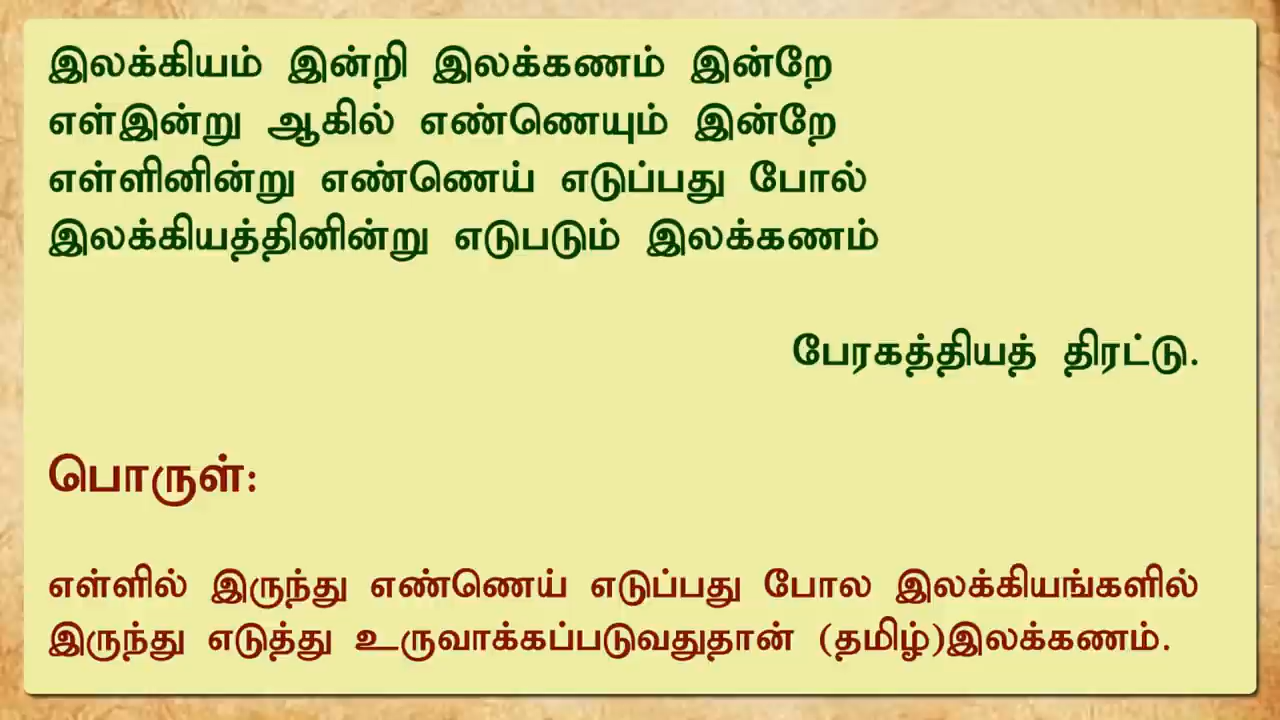 இலக்கியம் இன்றி இலக்கணம் இன்றே
எள்இன்று ஆகில் எண்ணெயும் இன்றே
எள்ளினின்று எண்ணெய் எடுப்பது போல்
இலக்கியத்தினின்று எடுபடும் இலக்கணம்
பேரகத்தியத் திரட்டு.
பொருள்:
எள்ளில் இருந்து எண்ணெய் எடுப்பது போல இலக்கியங்களில்
இருந்து எடுத்து உருவாக்கப்படுவதுதான் (தமிழ்)இலக்கணம்.